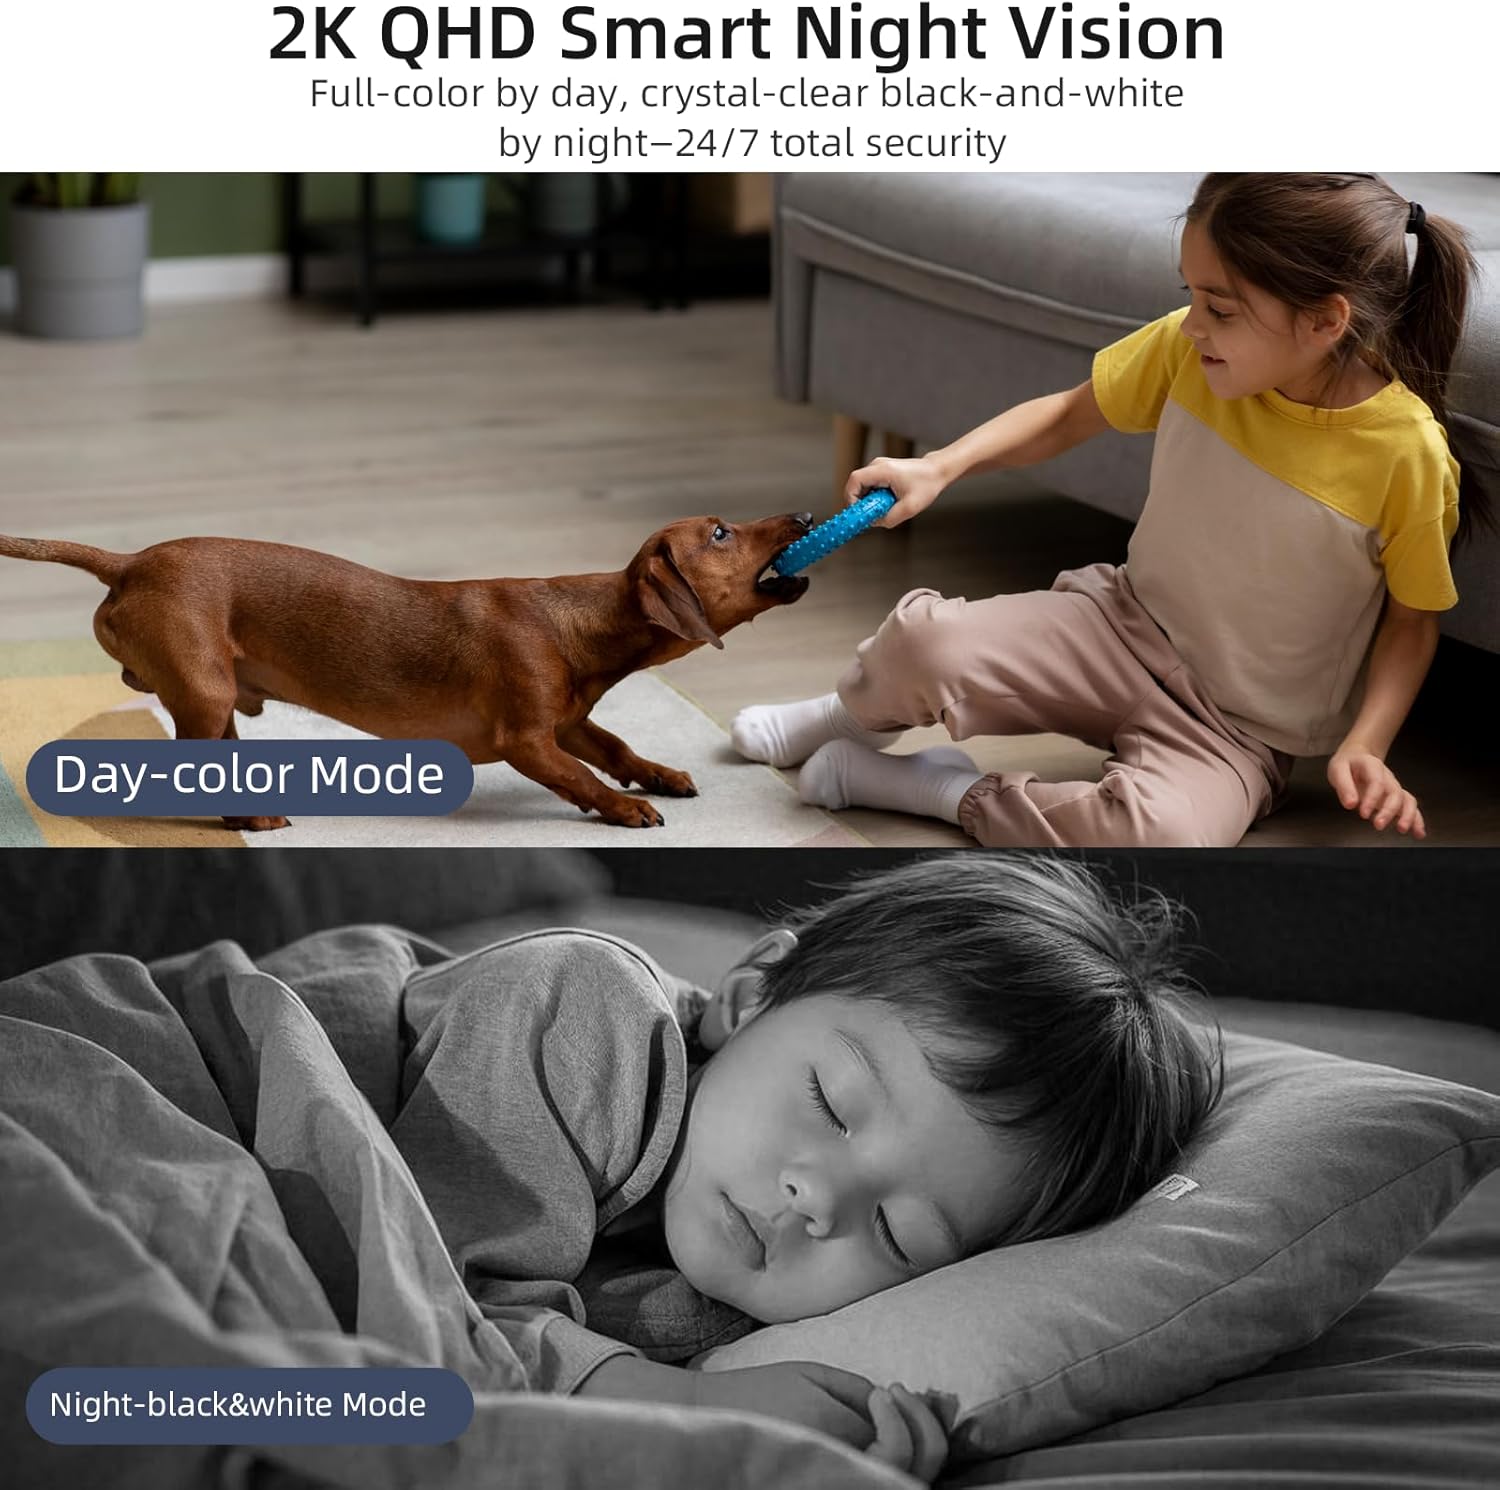 2K QHD Smart Night Vision
Full-color by day, crystal-clear black-and-white
by night—24/7 total security
Day-color Mode
Night-black&white Mode